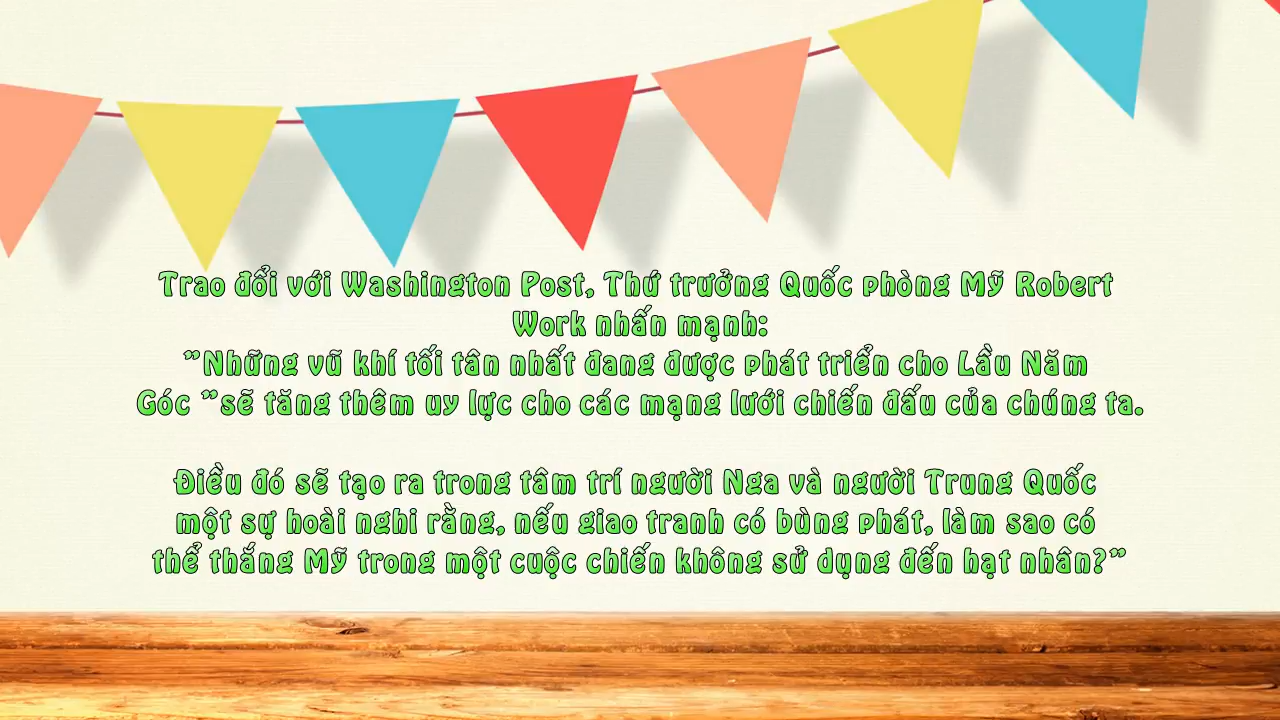 Trao đổi với Washington Post, Thứ trưởng Quốc phòng Mỹ Robert
Work nhấn mạnh:
”Những vũ khí tối tân nhất đang được phát triển cho Lầu Năm
Góc ”sẽ tăng thêm uy lực cho các mạng lưới chiến đấu của chúng ta.
Điều đó sẽ tạo ra trong tâm trí người Nga và người Trung Quốc
một sự hoài nghi rằng, nếu giao tranh có bùng phát, làm sao có
thể thắng Mỹ trong một cuộc chiến không sử dụng đến hạt nhân?”